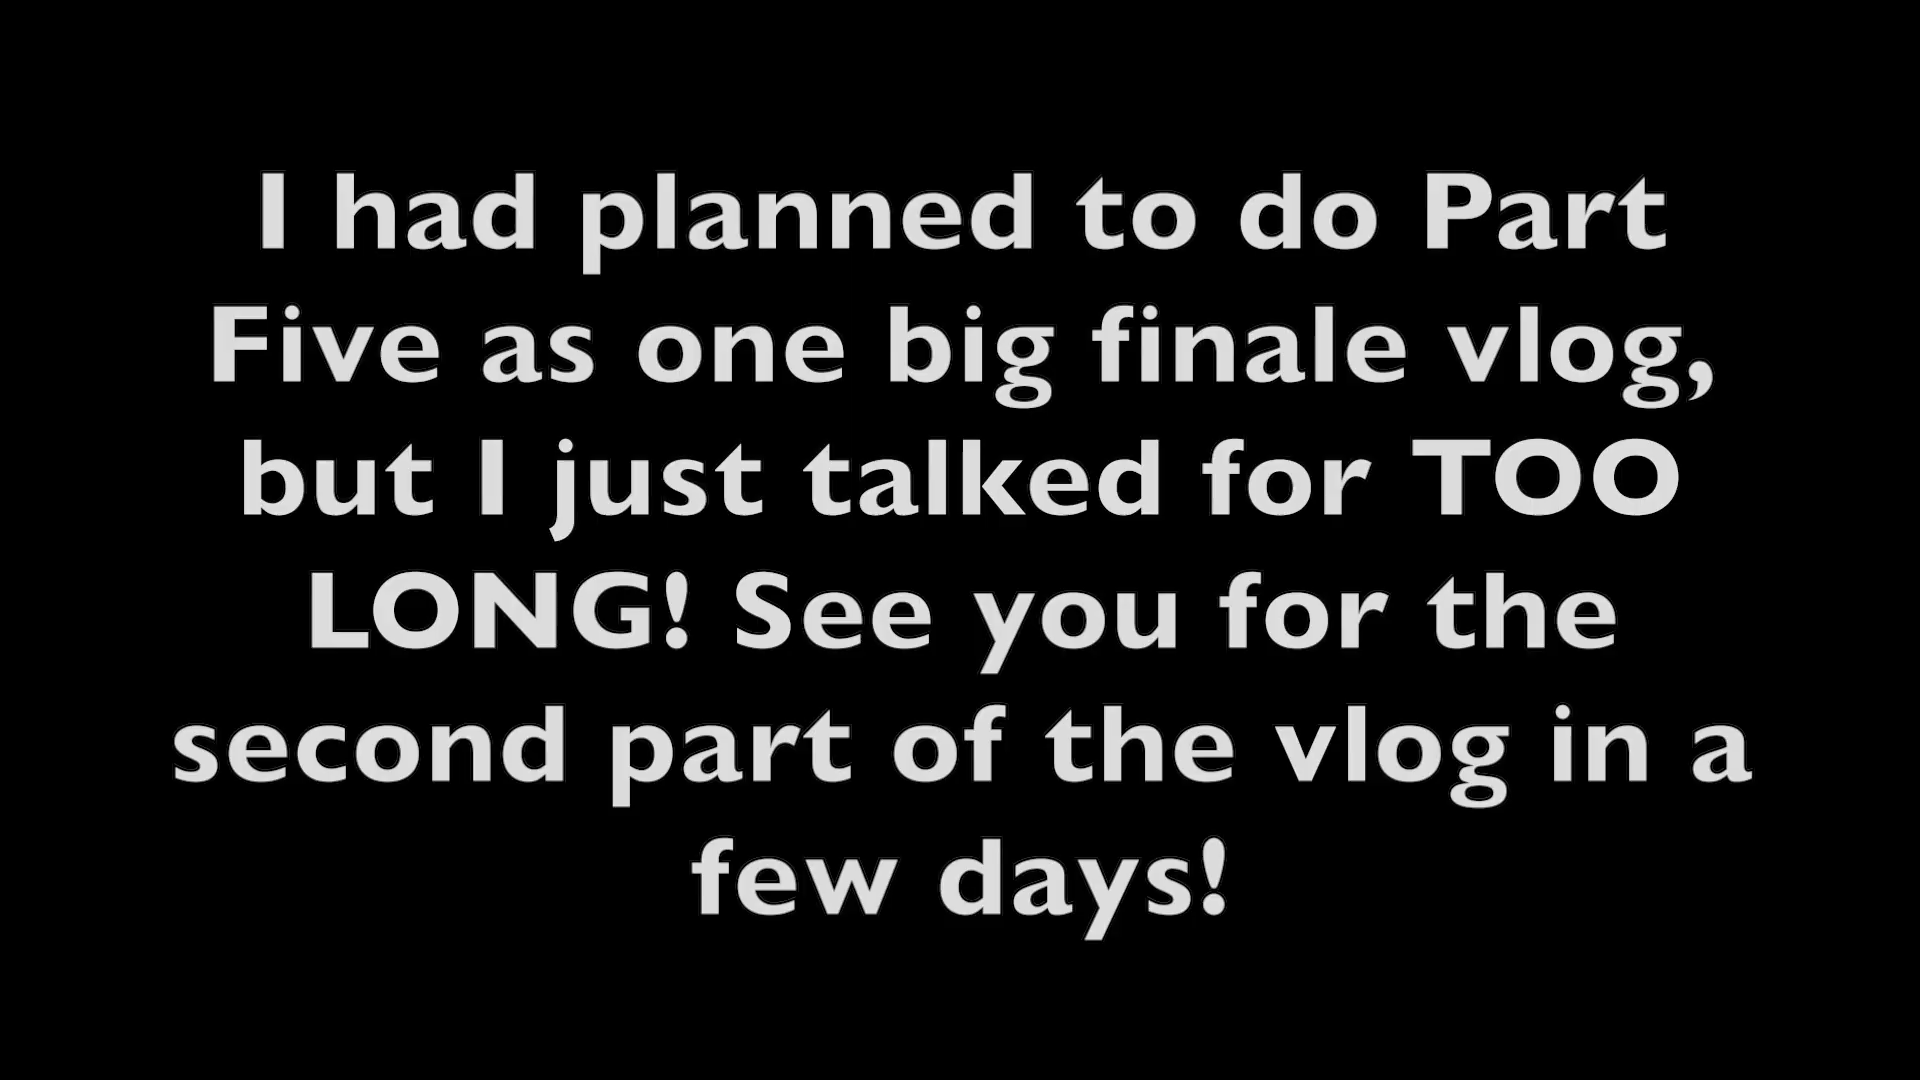 I had planned to do Part
Five as one big finale vlog,
but I just talked for TOO
LONG! See you for the
second part of the vlog in a
few days!